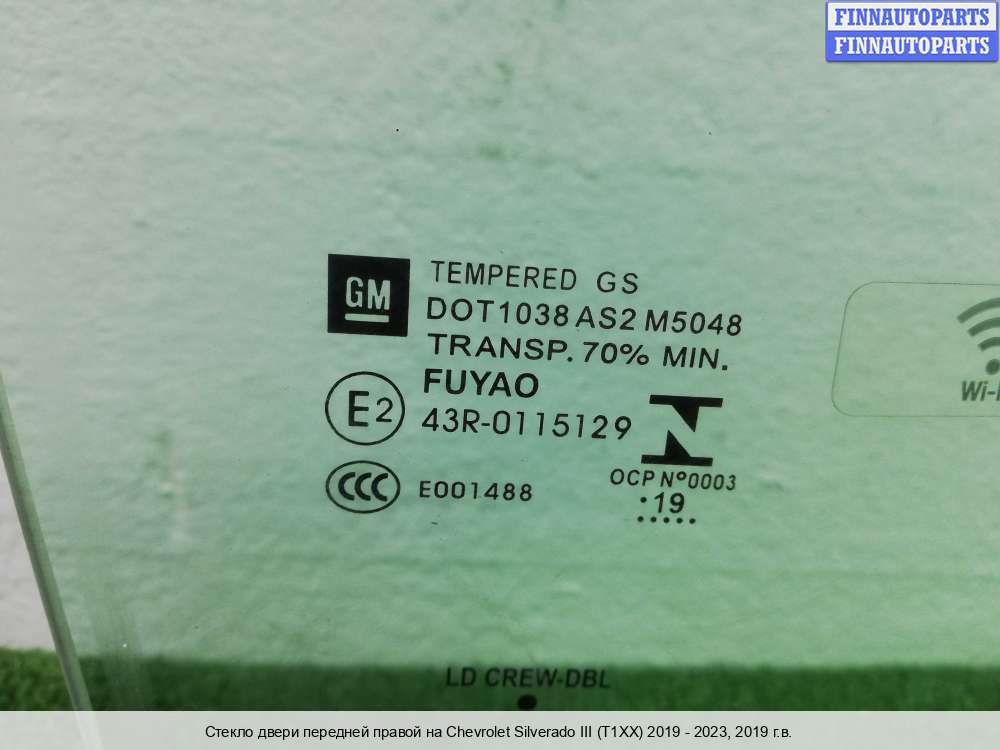 FINNAUTOPARTS
FINNAUTOPARTS
GM
TEMPERED GS
DOT1038 AS2 M5048
TRANSP. 70% MIN.
FUYAO
E2
43R-0115129
CCC
E001488
N
OCP Nº0003
19
Wi-
LD CREW-DBL
Стекло двери передней правой на Chevrolet Silverado III (T1XX) 2019 - 2023, 2019 г.в.